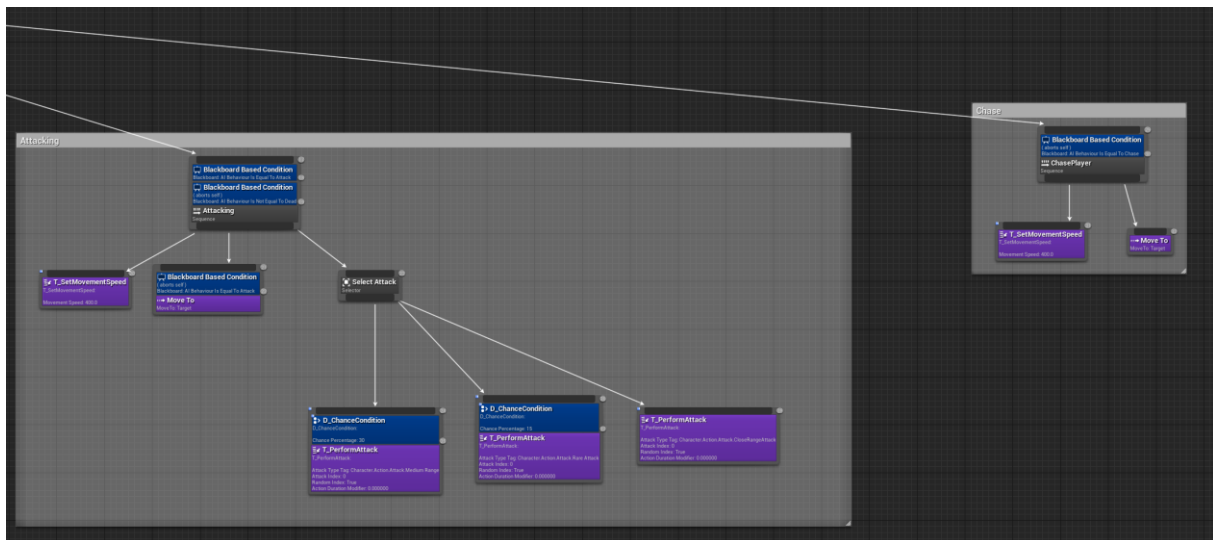 Attacking
Blackboard Based Condition
Blackboard: AI Behaviour Is Equal To Attack
Blackboard Based Condition
( aborts self )
Blackboard: AI Behaviour Is Not Equal To Dead
Attacking
Sequence
T_SetMovementSpeed
T_SetMovementSpeed
Movement Speed: 400.0
Blackboard Based Condition
( aborts self )
Blackboard: AI Behaviour Is Equal To Attack
Move To
MoveTo: Target
Select Attack
Selector
D_ChanceCondition
D_ChanceCondition
Chance Percentage: 30
T_PerformAttack
T_PerformAttack
Attack Type Tag: Character.Action.Attack.Medium Range
Attack Index: 0
Random Index: True
Action Duration Modifier: 0.000000
D_ChanceCondition
D_ChanceCondition
Chance Percentage: 15
T_PerformAttack
T_PerformAttack
Attack Type Tag: Character.Action.Attack.Rare Attack
Attack Index: 0
Random Index: True
Action Duration Modifier: 0.000000
T_PerformAttack
T_PerformAttack
Attack Type Tag: Character.Action.Attack.CloseRangeAttack
Attack Index: 0
Random Index: True
Action Duration Modifier: 0.000000
Chase
Blackboard Based Condition
( aborts self )
Blackboard: AI Behaviour Is Equal To Chase
ChasePlayer
Sequence
T_SetMovementSpeed
T_SetMovementSpeed
Movement Speed: 400.0
Move To
MoveTo: Target